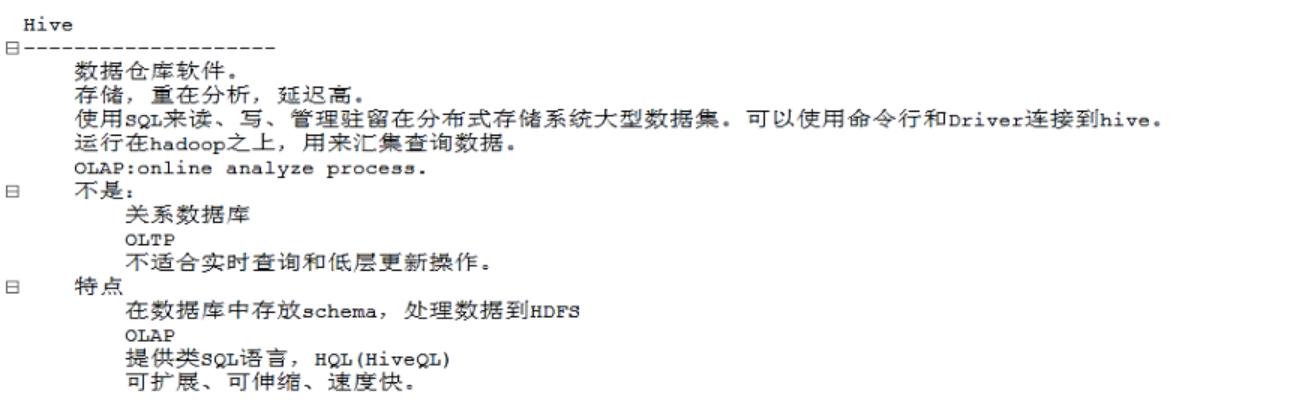 Hive
--------------------
数据仓库软件。
存储，重在分析，延迟高。
使用SQL来读、写、管理驻留在分布式存储系统大型数据集。可以使用命令行和Driver连接到hive。
运行在hadoop之上，用来汇集查询数据。
OLAP:online analyze process.
不是：
关系数据库
OLTP
不适合实时查询和低层更新操作。
特点
在数据库中存放schema，处理数据到HDFS
OLAP
提供类SQL语言，HQL(HiveQL)
可扩展、可伸缩、速度快。